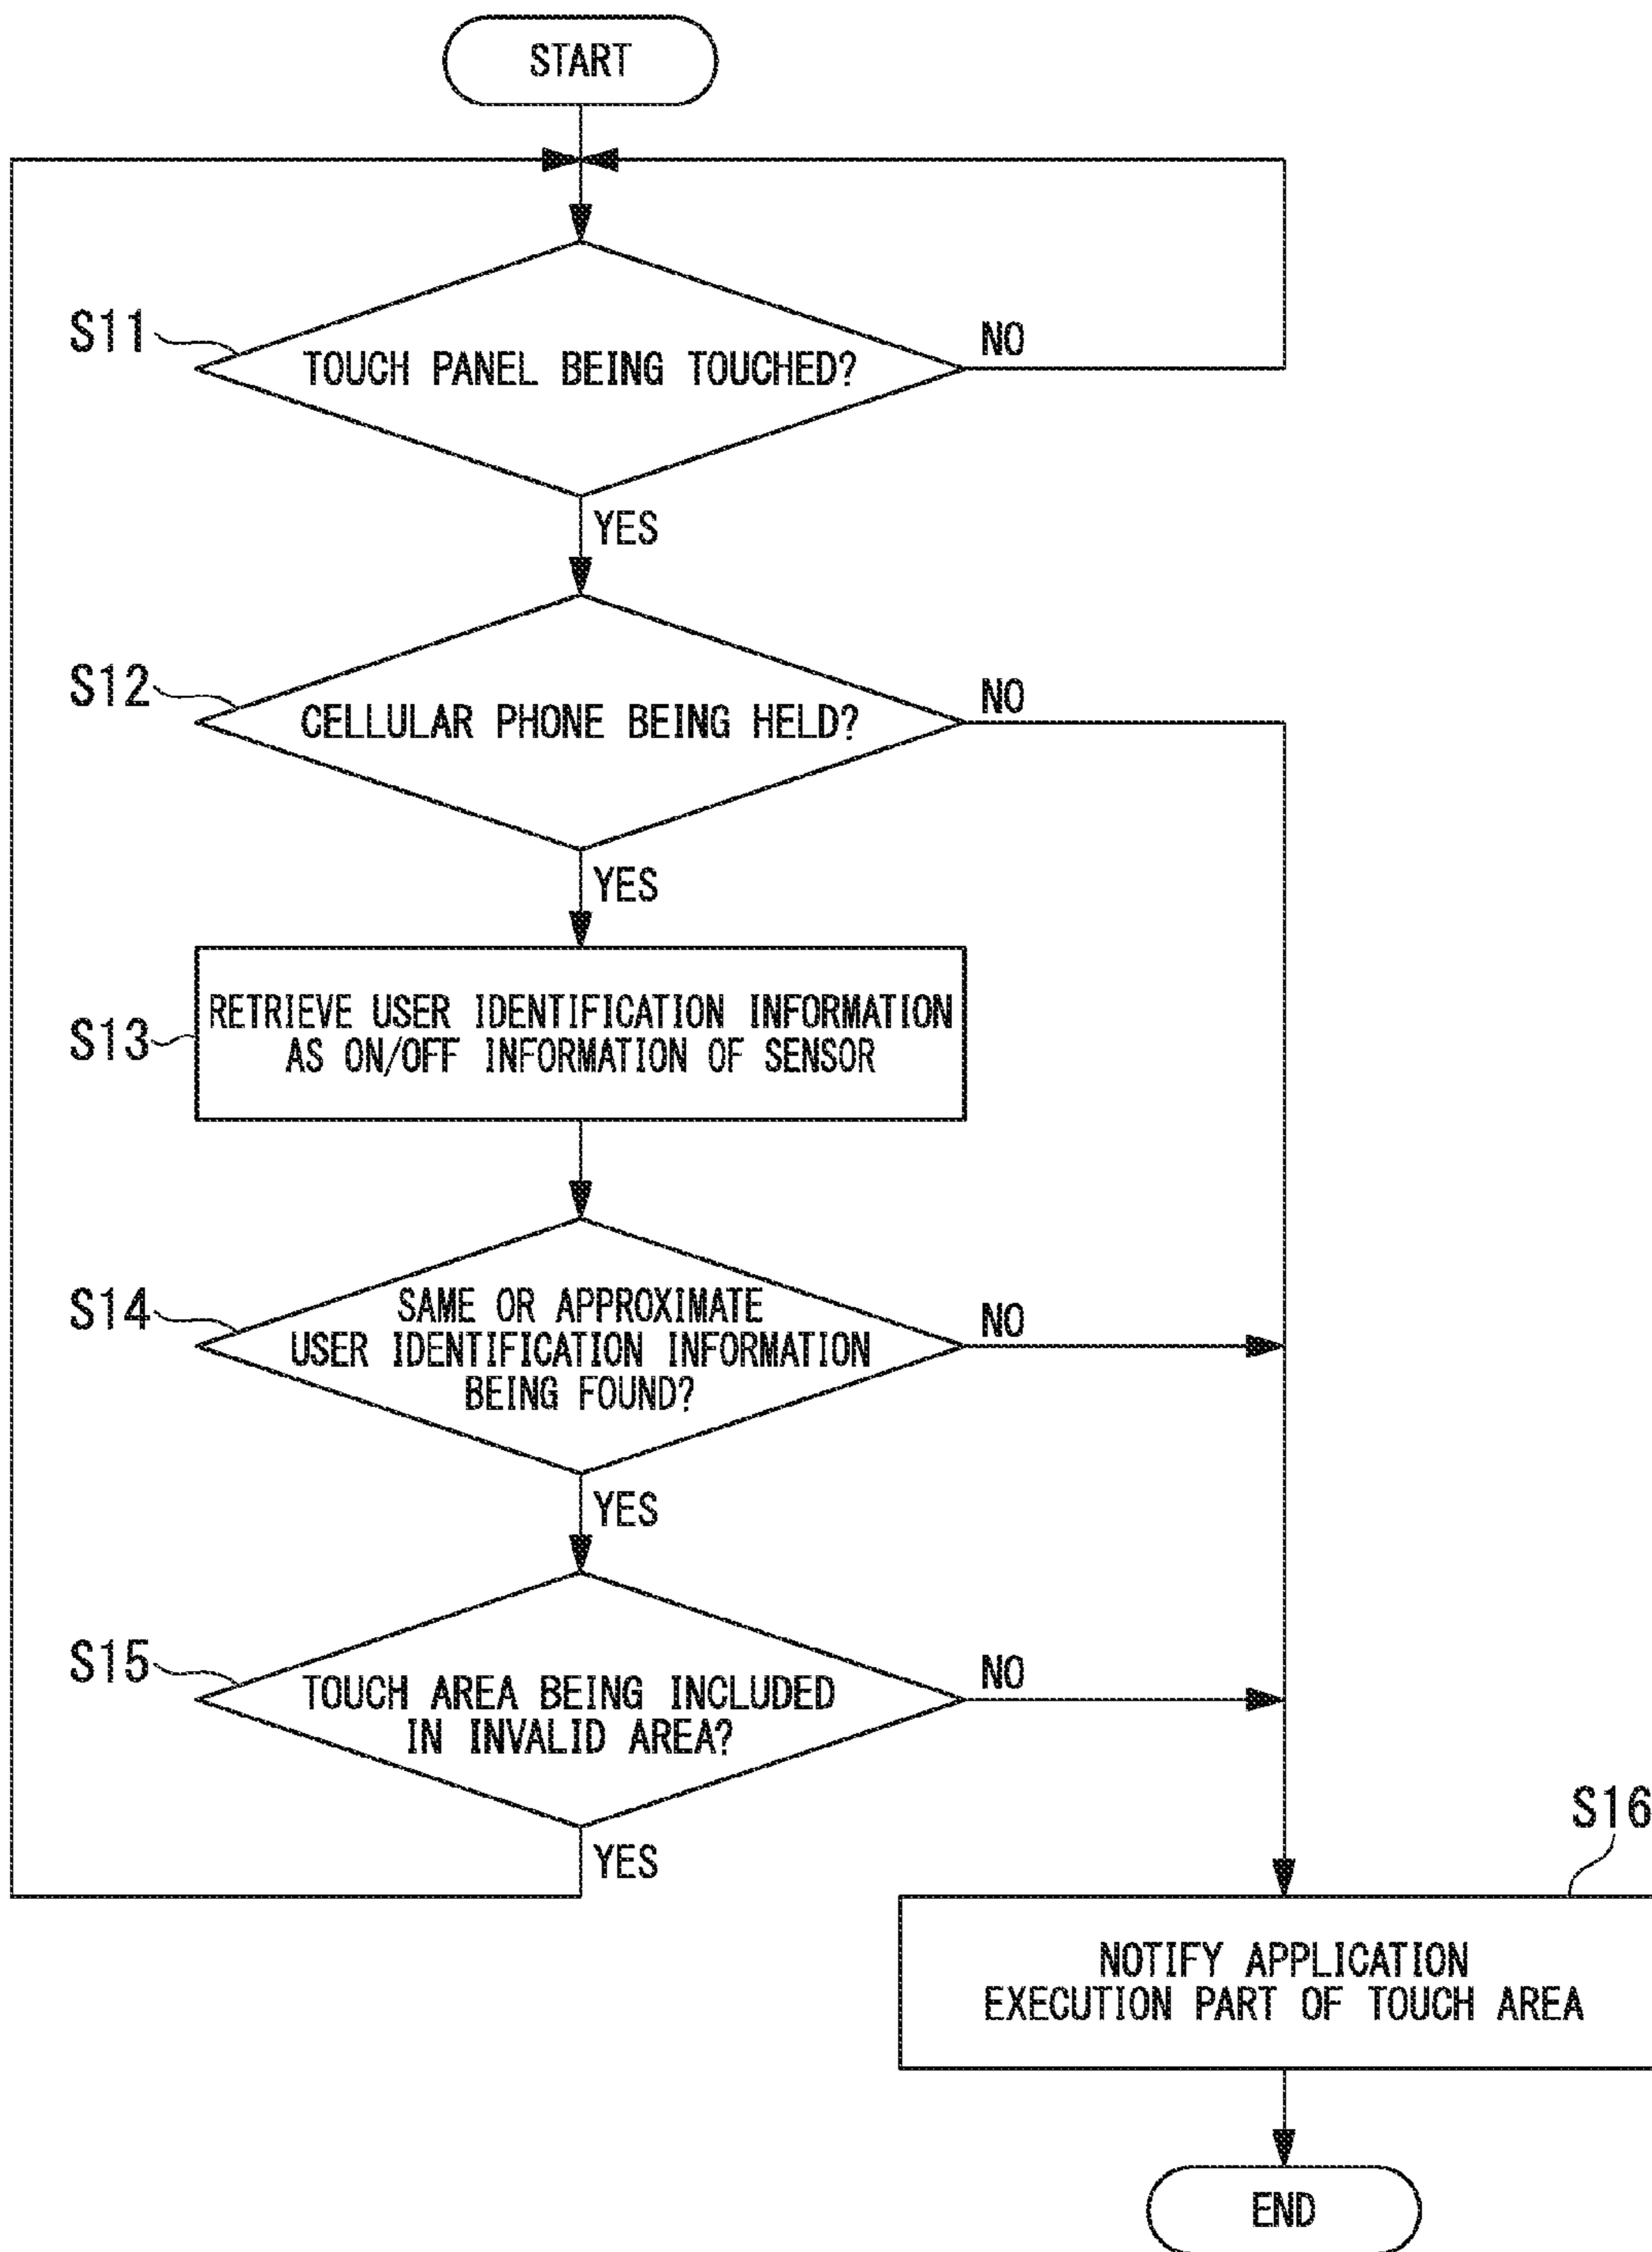 START
S11
TOUCH PANEL BEING TOUCHED?
NO
YES
S12
CELLULAR PHONE BEING HELD?
NO
YES
S13
RETRIEVE USER IDENTIFICATION INFORMATION
AS ON/OFF INFORMATION OF SENSOR
S14
SAME OR APPROXIMATE
USER IDENTIFICATION INFORMATION
BEING FOUND?
NO
YES
S15
TOUCH AREA BEING INCLUDED
IN INVALID AREA?
NO
YES
S16
NOTIFY APPLICATION
EXECUTION PART OF TOUCH AREA
END